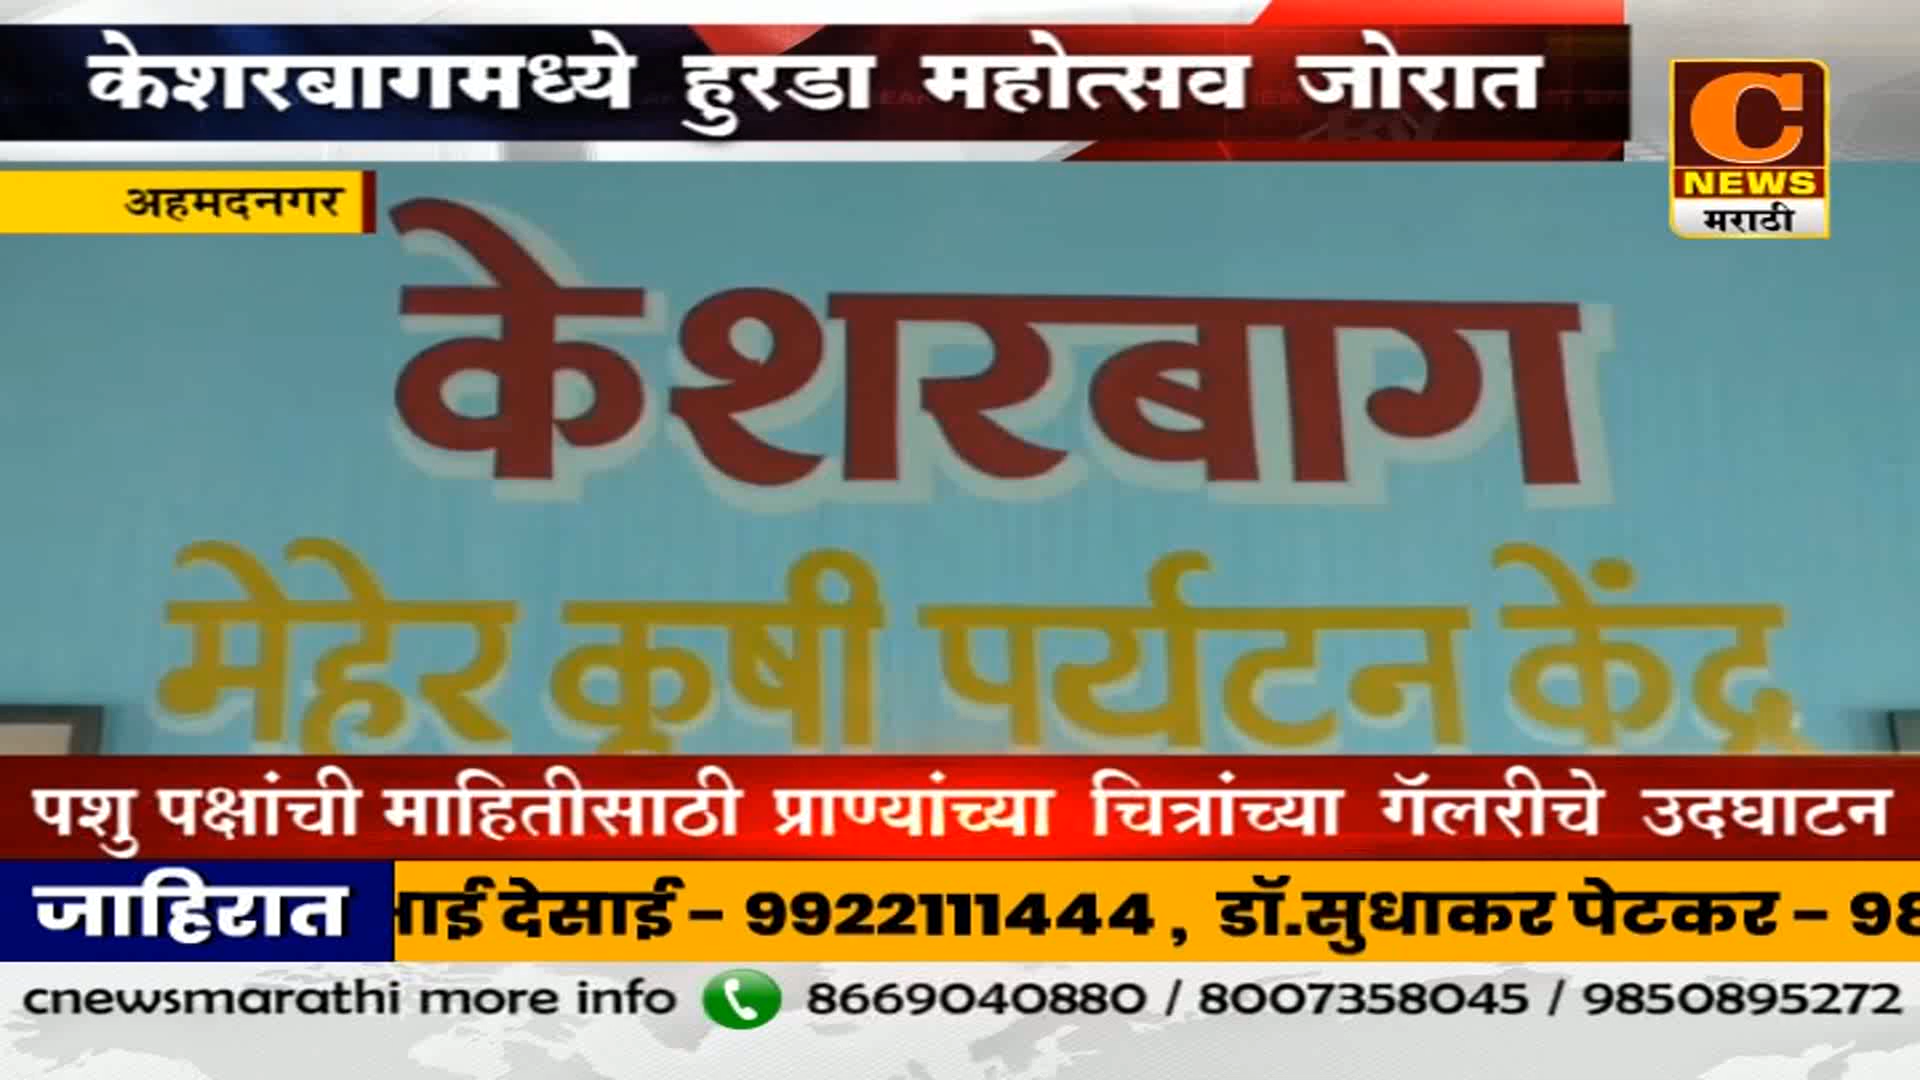 केशरबागमध्ये हुरडा महोत्सव जोरात
C
NEWS
मराठी
अहमदनगर
केशरबाग
मेहेर कृषी पर्यटन केंद्र
पशु पक्षांची माहितीसाठी प्राण्यांच्या चित्रांच्या गॅलरीचे उदघाटन
जाहिरात
देसाई – 9922111444 , डॉ.सुधाकर पेटकर – 98
cnewsmarathi more info 8669040880 / 8007358045 / 9850895272